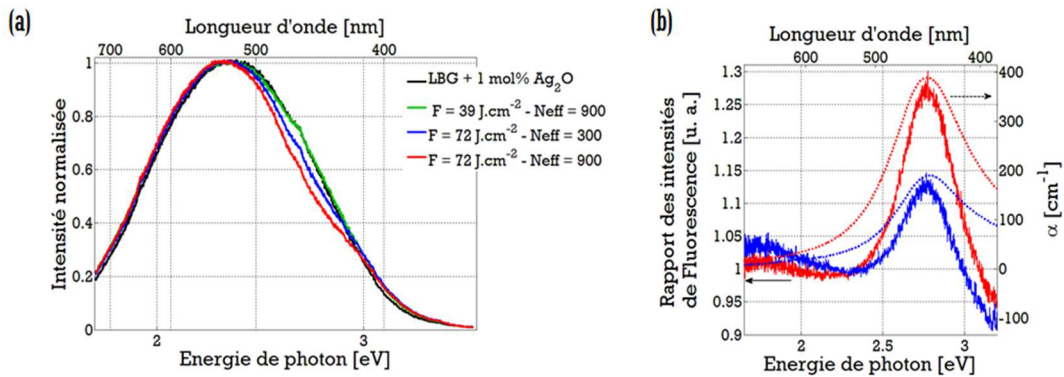 (a)
Longueur d'onde [nm]
700 600 500 400
Intensité normalisée
1
0.8
0.6
0.4
0.2
LBG + 1 mol% Ag2O
F = 39 J.cm-2 - Neff = 900
F = 72 J.cm-2 - Neff = 300
F = 72 J.cm-2 - Neff = 900
2 3
Energie de photon [eV]
(b)
Longueur d'onde [nm]
600 500 400
Rapport des intensités
de Fluorescence [u. a.]
1.3
1.25
1.2
1.15
1.1
1.05
1
0.95
0.9
400
300
200
100
0
-100
α [cm-1]
2 2.5 3
Energie de photon [eV]